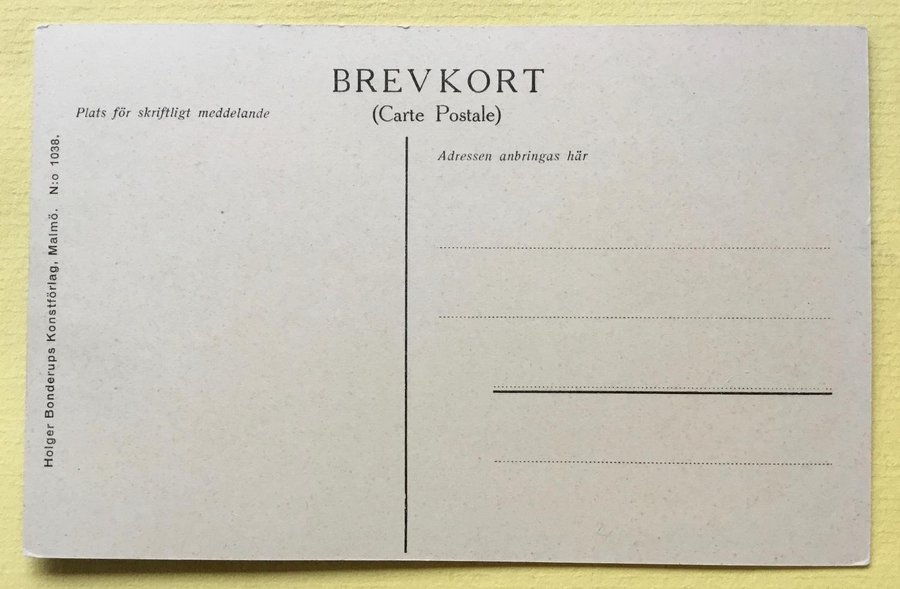 BREVKORT
(Carte Postale)
Plats för skriftligt meddelande
Adressen anbringas här
Holger Bonderups Konstförlag, Malmö. N:o 1038.